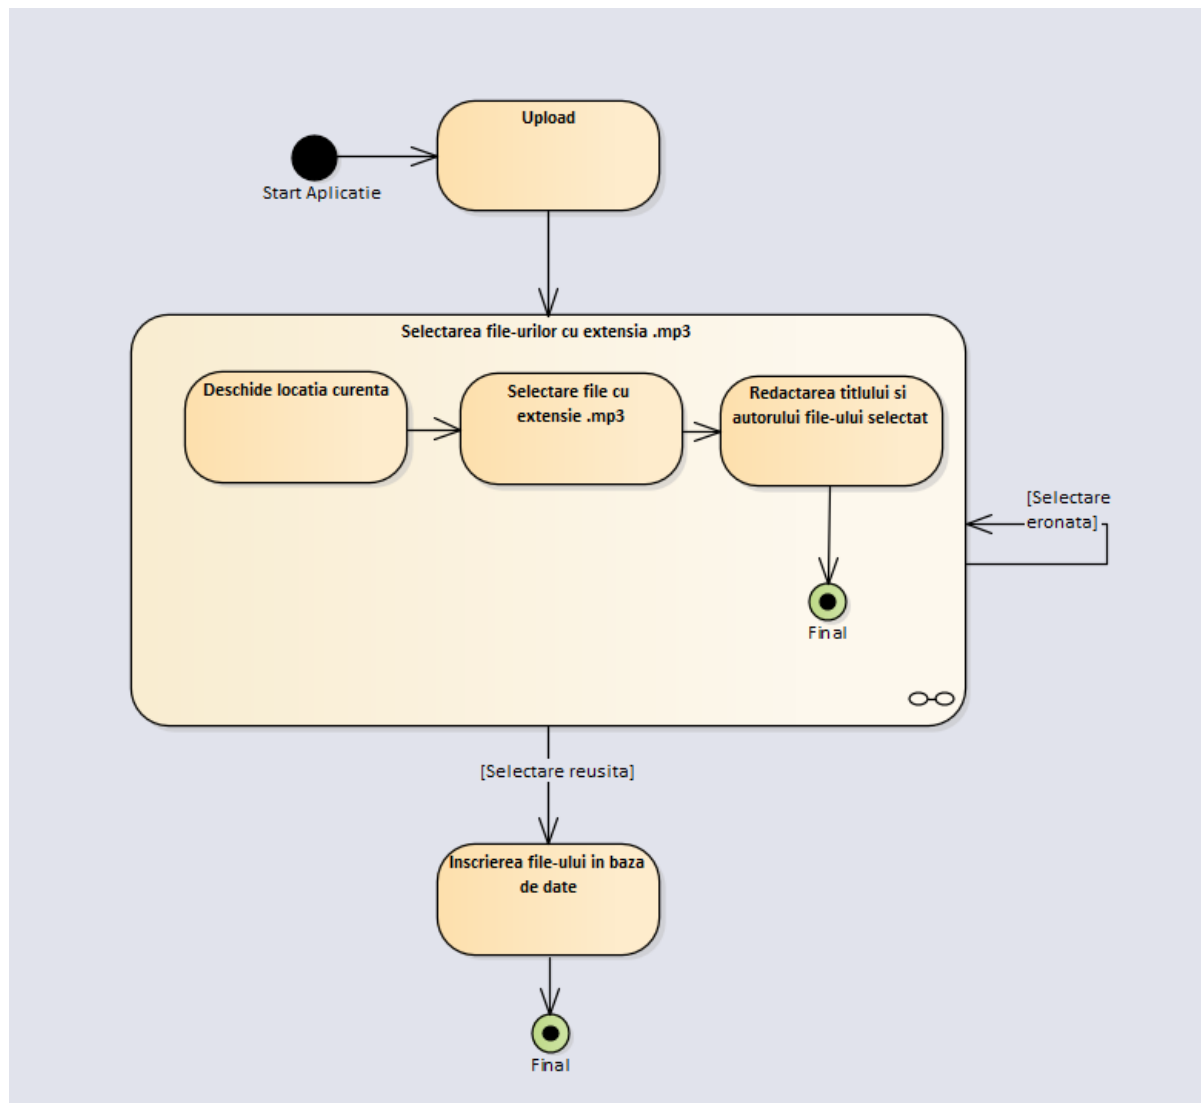 Upload
Start Aplicatie
Selectarea file-urilor cu extensia .mp3
Deschide locatia curenta
Selectare file cu
extensie .mp3
Redactarea titlului si
autorului file-ului selectat
[Selectare
eronata]
Final
[Selectare reusita]
Inscrierea file-ului in baza
de date
Final